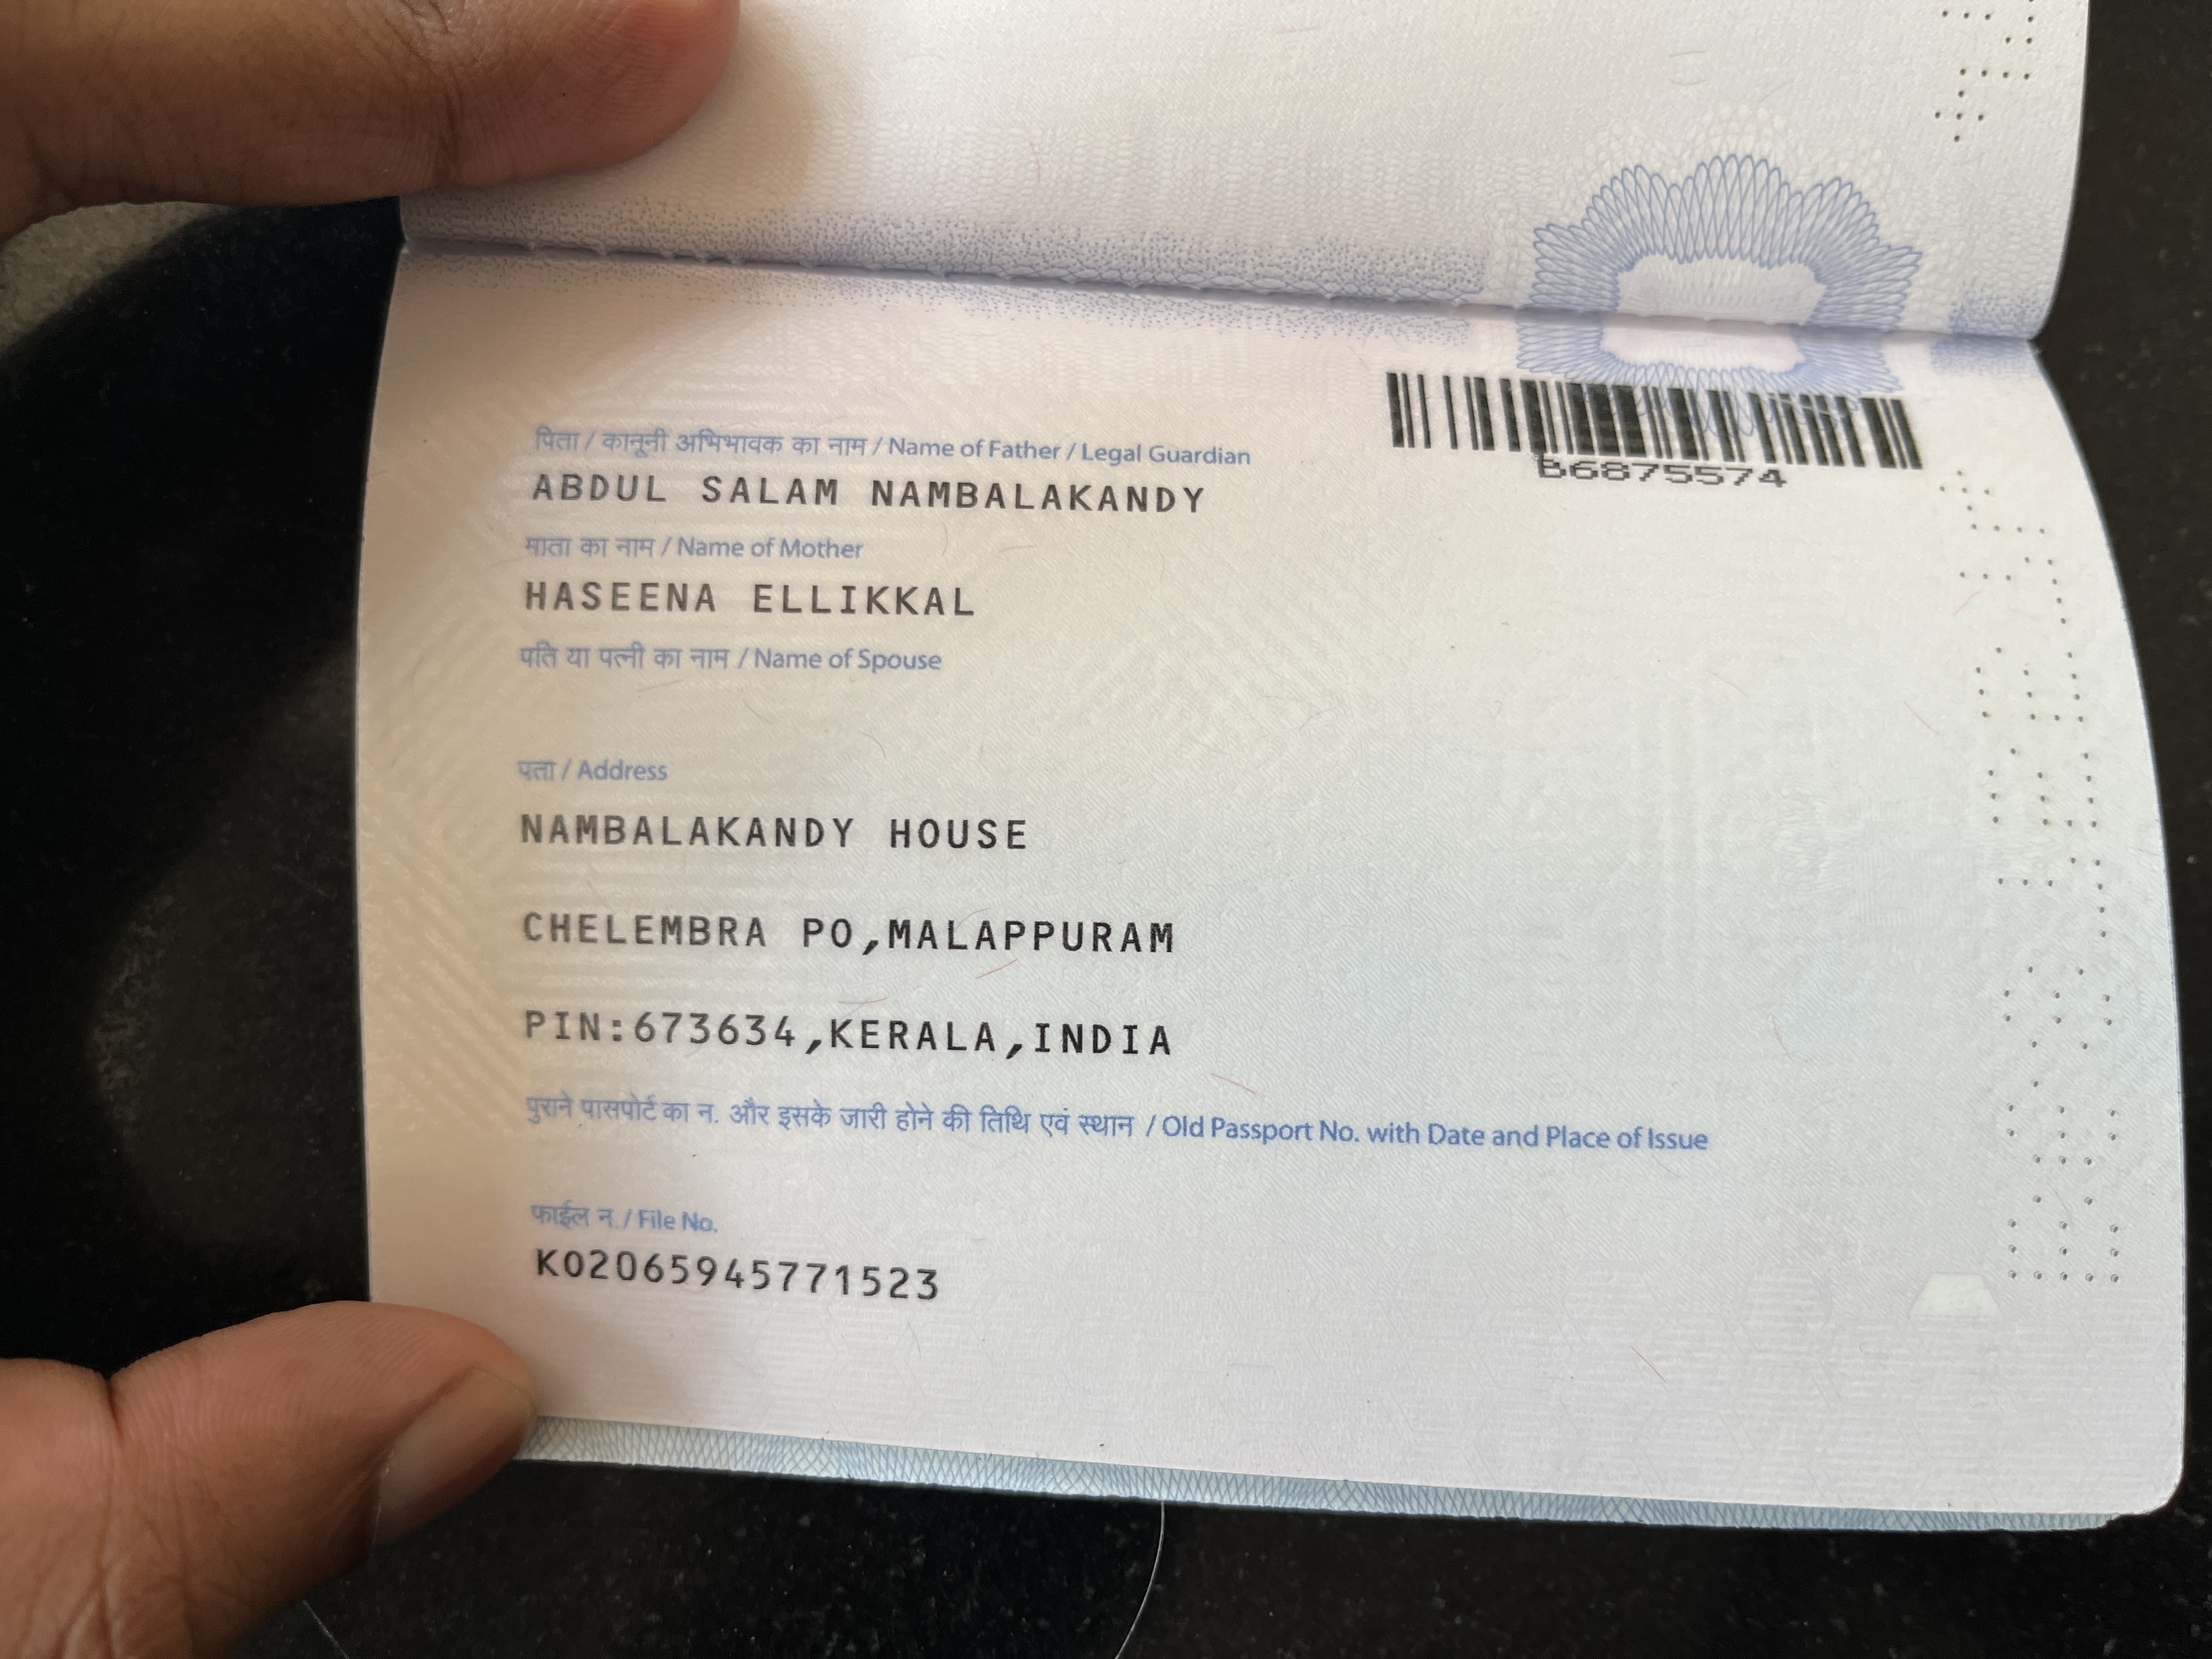 B6875574
पिता / कानूनी अभिभावक का नाम / Name of Father / Legal Guardian
ABDUL SALAM NAMBALAKANDY
माता का नाम / Name of Mother
HASEENA ELLIKKAL
पति या पत्नी का नाम / Name of Spouse
पता / Address
NAMBALAKANDY HOUSE
CHELEMBRA PO,MALAPPURAM
PIN:673634,KERALA,INDIA
पुराने पासपोर्ट का न. और इसके जारी होने की तिथि एवं स्थान / Old Passport No. with Date and Place of Issue
फाईल न. / File No.
K02065945771523